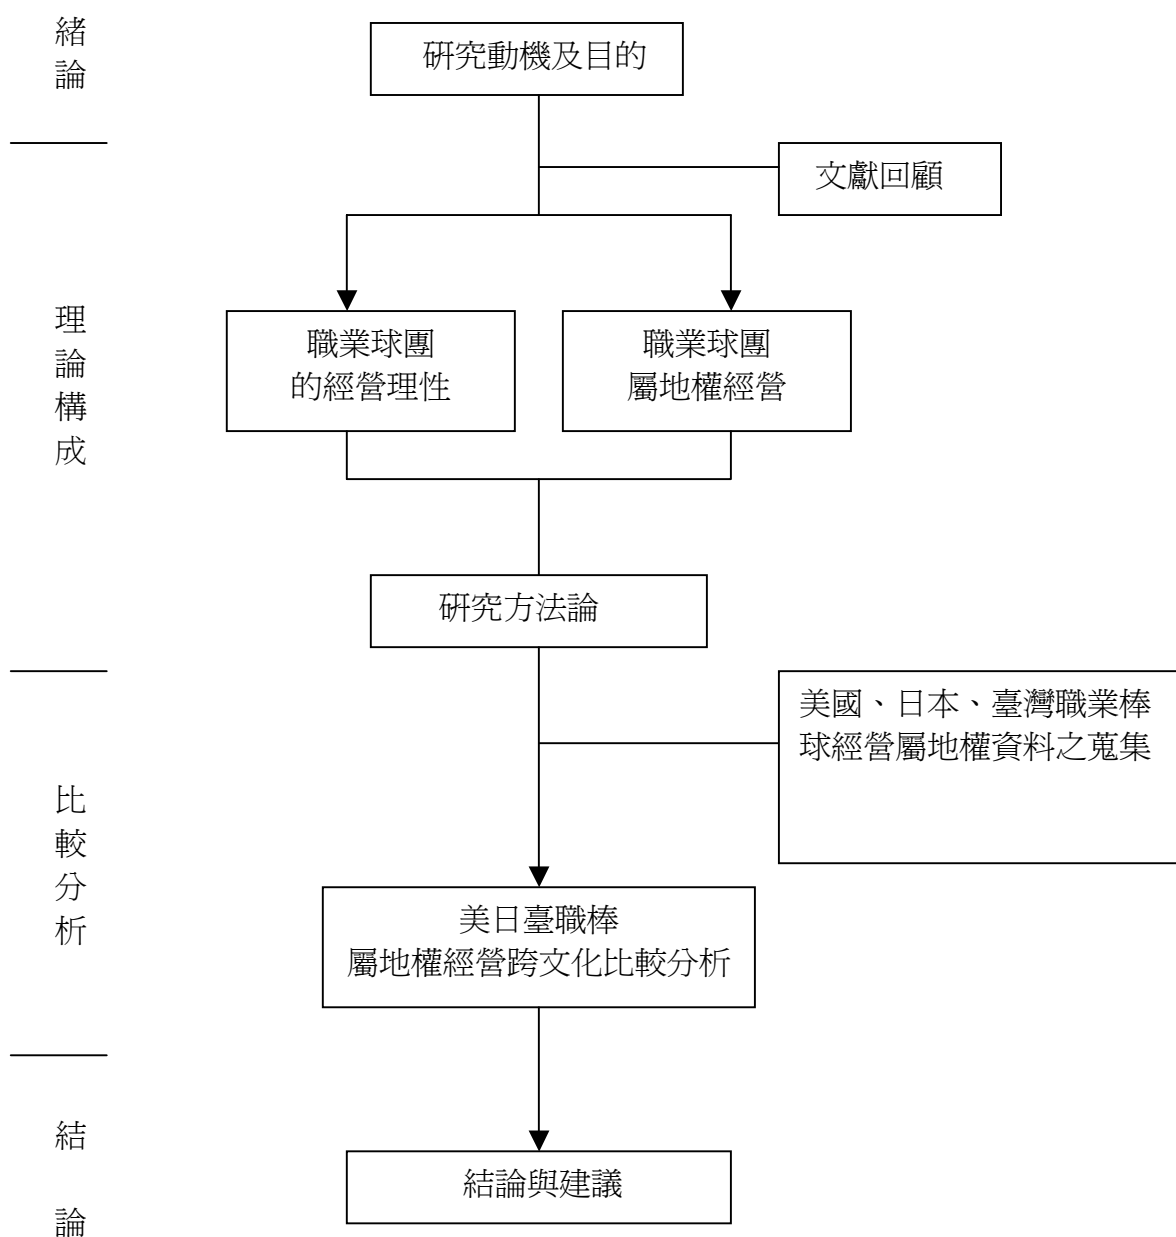 緒論
研究動機及目的
文獻回顧
理論構成
職業球團
的經營理性
職業球團
屬地權經營
研究方法論
比較分析
美國、日本、臺灣職業棒
球經營屬地權資料之蒐集
美日臺職棒
屬地權經營跨文化比較分析
結論
結論與建議